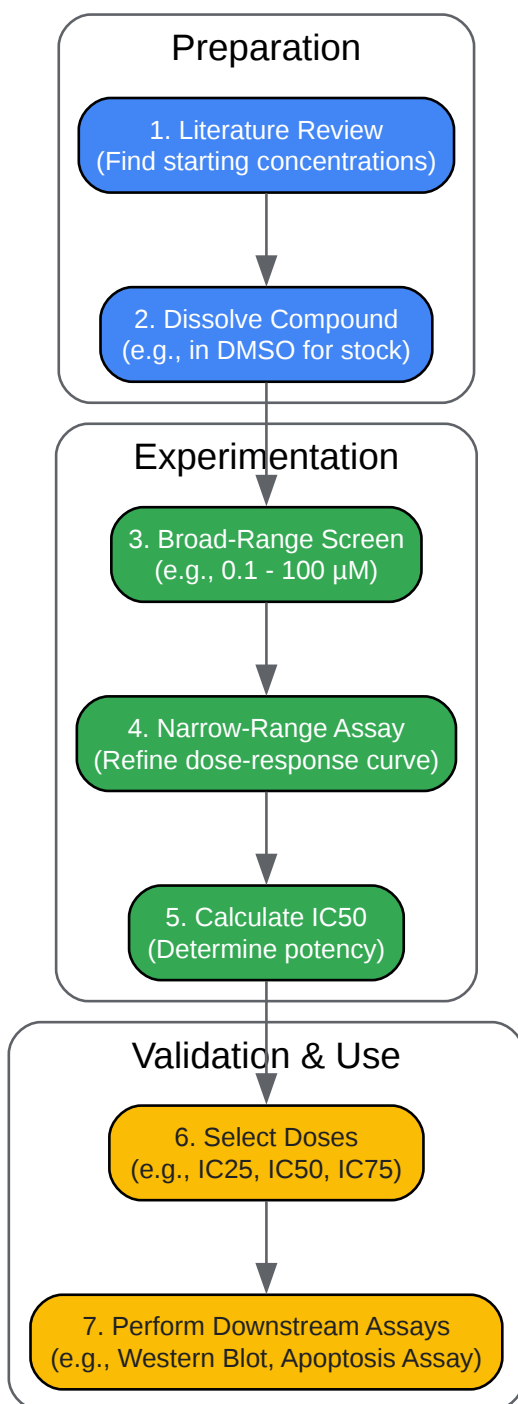 Preparation
1. Literature Review
(Find starting concentrations)
2. Dissolve Compound
(e.g., in DMSO for stock)
Experimentation
3. Broad-Range Screen
(e.g., 0.1 - 100 µM)
4. Narrow-Range Assay
(Refine dose-response curve)
5. Calculate IC50
(Determine potency)
Validation & Use
6. Select Doses
(e.g., IC25, IC50, IC75)
7. Perform Downstream Assays
(e.g., Western Blot, Apoptosis Assay)